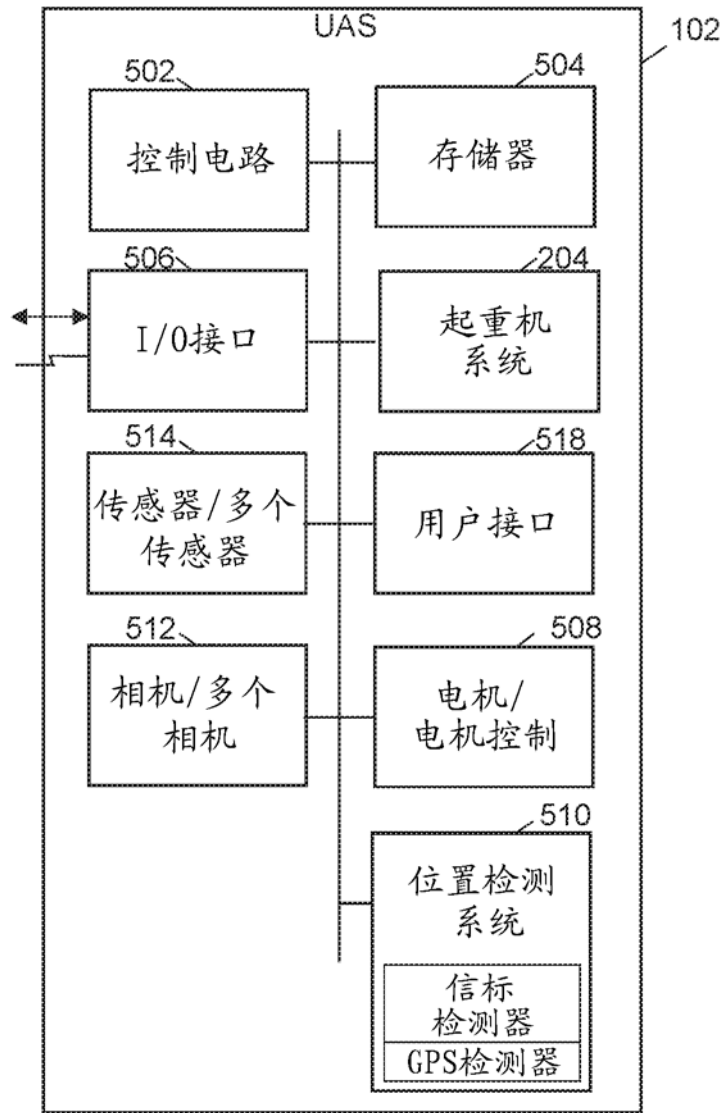 UAS
102
502
控制电路
504
存储器
506
I/O接口
204
起重机
系统
514
传感器/多个
传感器
518
用户接口
512
相机/多个
相机
508
电机/
电机控制
510
位置检测
系统
信标
检测器
GPS检测器